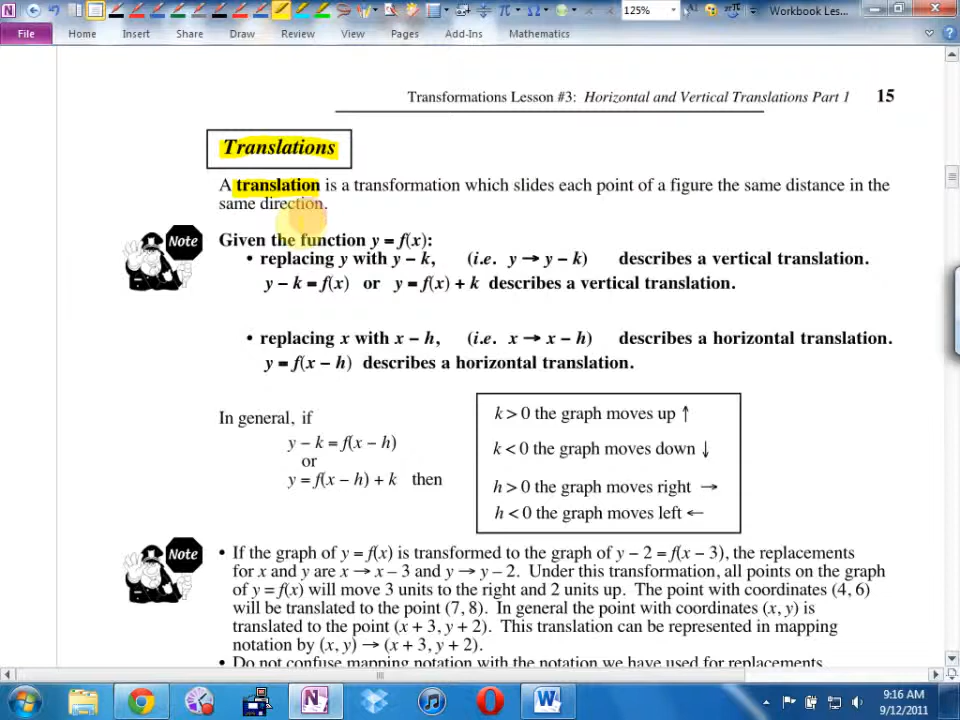 125%
Workbook Les...
File Home Insert Share Draw Review View Pages Add-Ins Mathematics
Transformations Lesson #3: Horizontal and Vertical Translations Part 1 15
Translations
A translation is a transformation which slides each point of a figure the same distance in the
same direction.
Note
Given the function y = f(x):
• replacing y with y – k, (i.e. y → y – k) describes a vertical translation.
y – k = f(x) or y = f(x) + k describes a vertical translation.
• replacing x with x – h, (i.e. x → x – h) describes a horizontal translation.
y = f(x – h) describes a horizontal translation.
In general, if
y – k = f(x – h)
or
y = f(x – h) + k then
k > 0 the graph moves up ↑
k < 0 the graph moves down ↓
h > 0 the graph moves right →
h < 0 the graph moves left ←
Note
• If the graph of y = f(x) is transformed to the graph of y – 2 = f(x – 3), the replacements
for x and y are x → x – 3 and y → y – 2. Under this transformation, all points on the graph
of y = f(x) will move 3 units to the right and 2 units up. The point with coordinates (4, 6)
will be translated to the point (7, 8). In general the point with coordinates (x, y) is
translated to the point (x + 3, y + 2). This translation can be represented in mapping
notation by (x, y) → (x + 3, y + 2).
• Do not confuse mapping notation with the notation we have used for replacements.
9:16 AM
9/12/2011